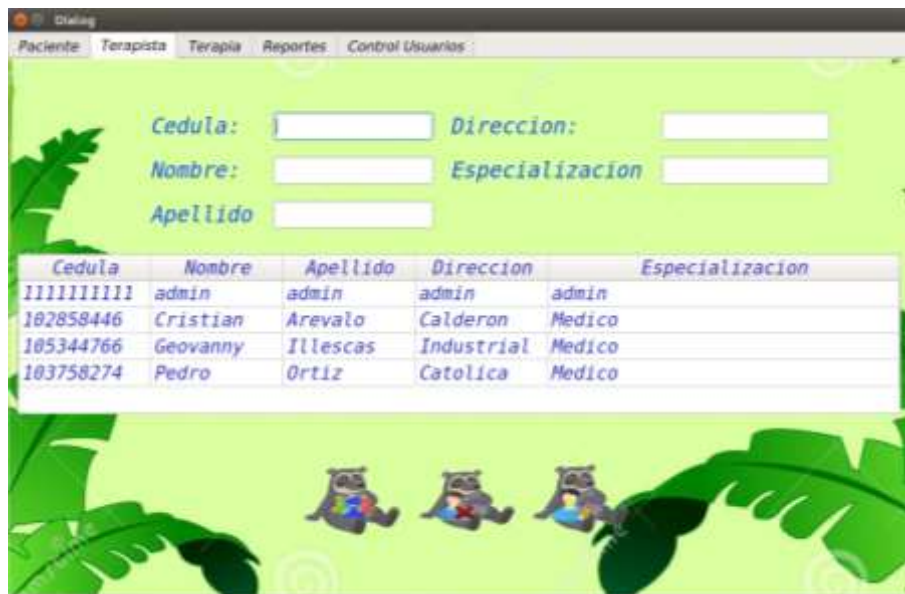 Dialog
Paciente Terapista Terapia Reportes Control Usuarios
Cedula: Direccion:
Nombre: Especializacion
Apellido
Cedula Nombre Apellido Direccion Especializacion
1111111111 admin admin admin admin
102858446 Cristian Arevalo Calderon Medico
105344766 Geovanny Illescas Industrial Medico
103758274 Pedro Ortiz Catolica Medico